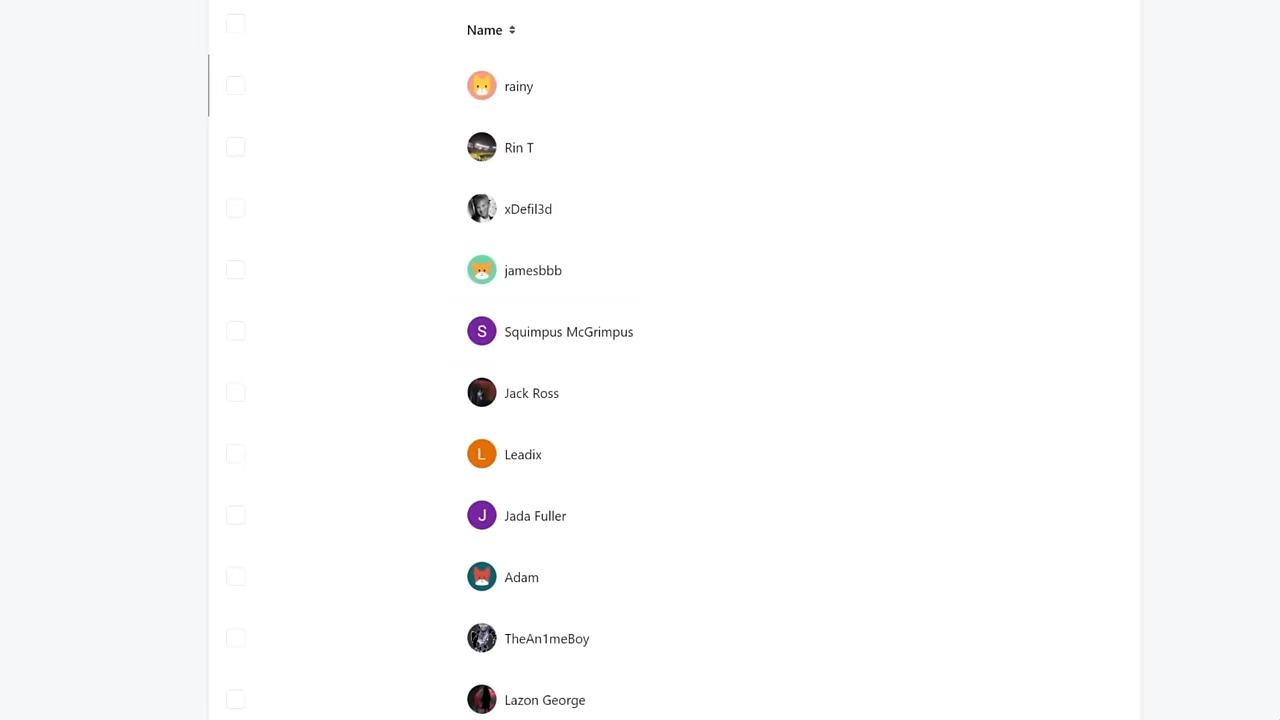 Name
rainy
Rin T
xDefil3d
jamesbbb
S Squimpus McGrimpus
Jack Ross
L Leadix
J Jada Fuller
Adam
TheAn1meBoy
Lazon George